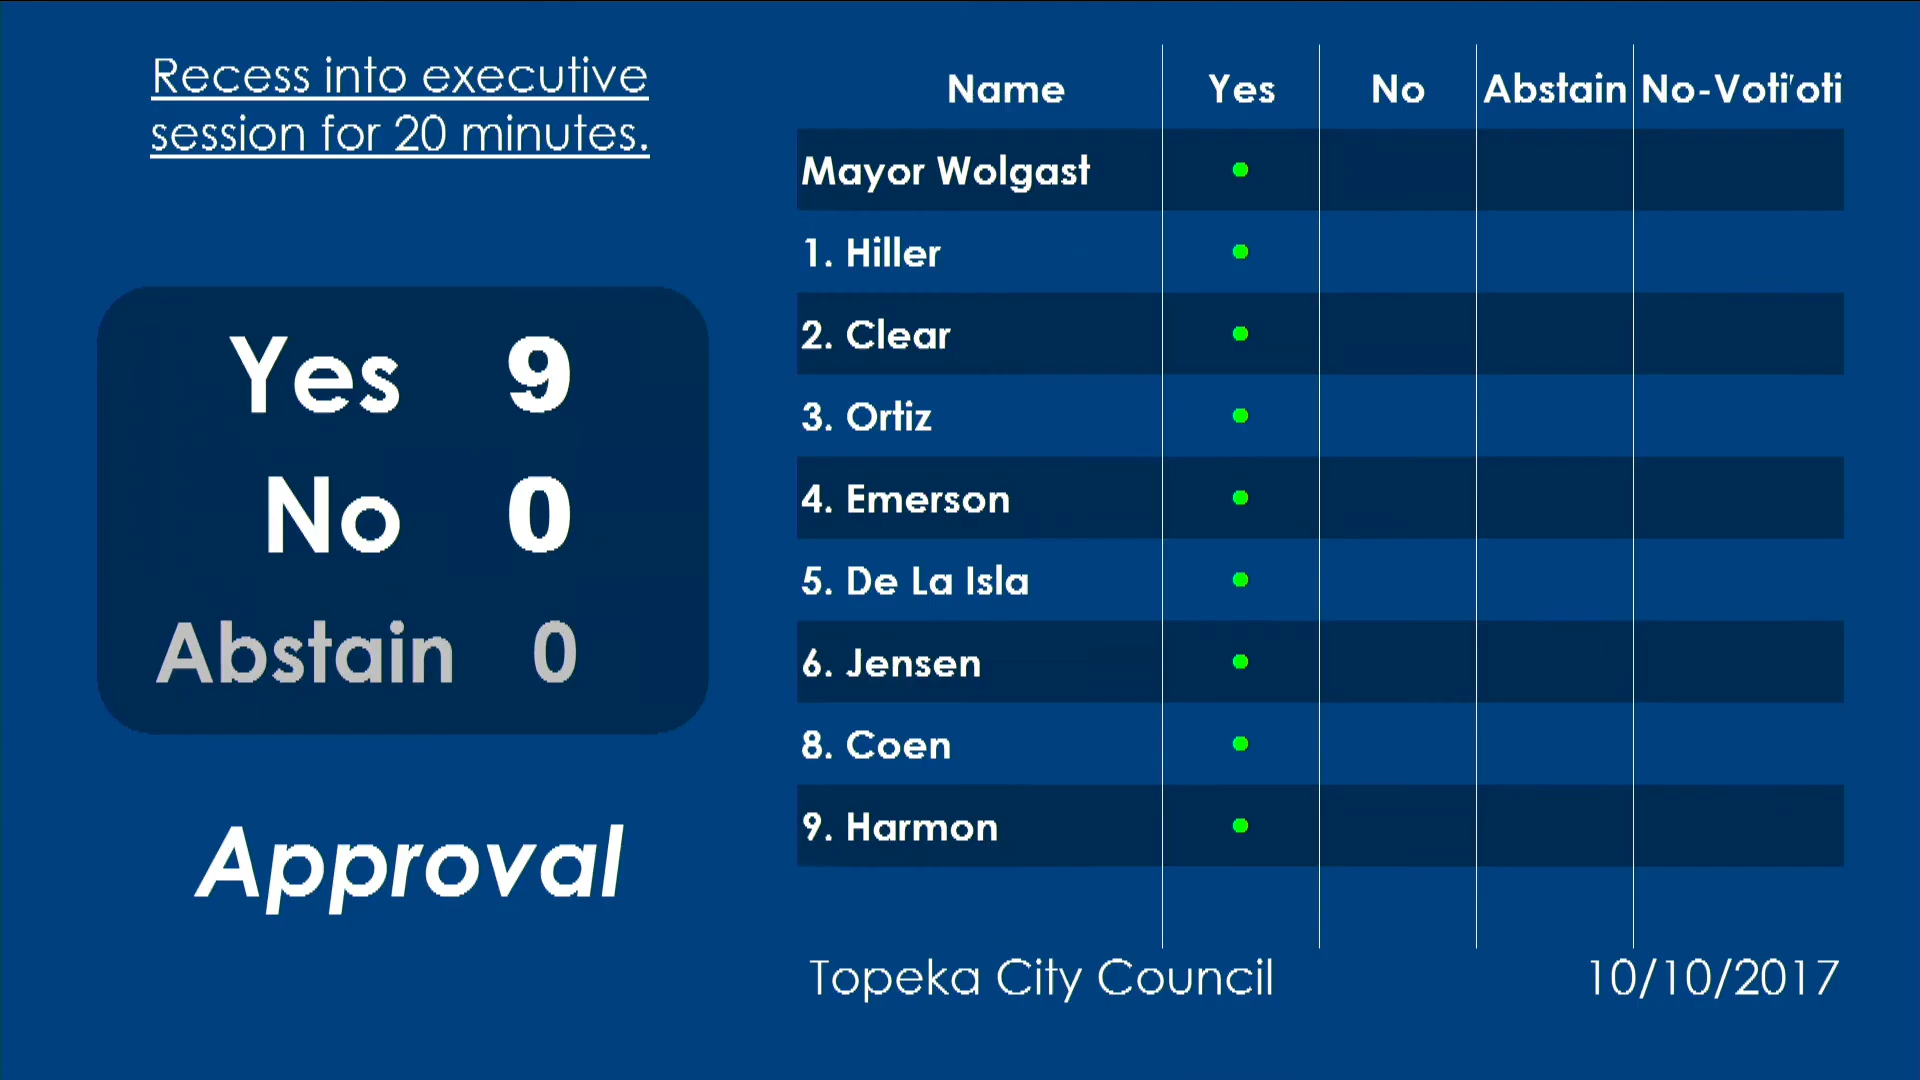 Recess into executive
session for 20 minutes.
Yes 9
No 0
Abstain 0
Approval
Name Yes No Abstain No-Voti'oti
Mayor Wolgast
1. Hiller
2. Clear
3. Ortiz
4. Emerson
5. De La Isla
6. Jensen
8. Coen
9. Harmon
Topeka City Council 10/10/2017